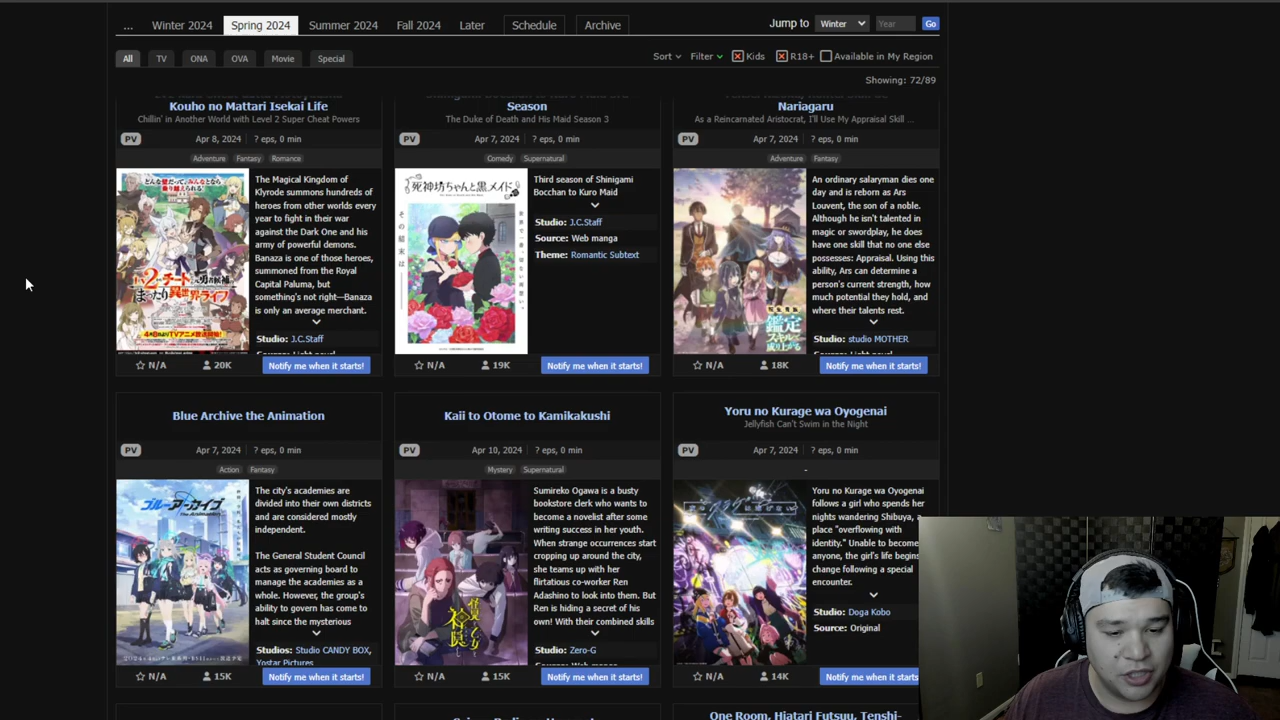 ... Winter 2024 Spring 2024 Summer 2024 Fall 2024 Later Schedule Archive Jump to Winter Year Go
All TV ONA OVA Movie Special Sort Filter Kids R18+ Available in My Region
Showing: 72/89
Kouho no Mattari Isekai Life
Chillin' in Another World with Level 2 Super Cheat Powers
PV Apr 8, 2024 ? eps, 0 min
Adventure Fantasy Romance
The Magical Kingdom of
Klyrode summons hundreds of
heroes from other worlds every
year to fight in their war
against the Dark One and his
army of powerful demons.
Banaza is one of those heroes,
summoned from the Royal
Capital Paluma, but
something's not right—Banaza
is only an average merchant.
Studio: J.C.Staff
N/A 20K Notify me when it starts!
Season
The Duke of Death and His Maid Season 3
PV Apr 7, 2024 ? eps, 0 min
Comedy Supernatural
死神坊ちゃんと黒メイド
Third season of Shinigami
Bocchan to Kuro Maid
Studio: J.C.Staff
Source: Web manga
Theme: Romantic Subtext
N/A 19K Notify me when it starts!
Nariagaru
As a Reincarnated Aristocrat, I'll Use My Appraisal Skill ...
PV Apr 7, 2024 ? eps, 0 min
Adventure Fantasy
An ordinary salaryman dies one
day and is reborn as Ars
Louvent, the son of a noble.
Although he isn't talented in
magic or swordplay, he does
have one skill that no one else
possesses: Appraisal. Using this
ability, Ars can determine a
person's current strength, how
much potential they hold, and
where their talents rest.
Studio: studio MOTHER
N/A 18K Notify me when it starts!
Blue Archive the Animation
PV Apr 7, 2024 ? eps, 0 min
Action Fantasy
ブルーアーカイブ
The city's academies are
divided into their own districts
and are considered mostly
independent.
The General Student Council
acts as governing board to
manage the academies as a
whole. However, the group's
ability to govern has come to
halt since the mysterious
Studios: Studio CANDY BOX,
Yostar Pictures
N/A 15K Notify me when it starts!
Kaii to Otome to Kamikakushi
PV Apr 10, 2024 ? eps, 0 min
Mystery Supernatural
Sumireko Ogawa is a busty
bookstore clerk who wants to
become a novelist after some
writing success in her youth.
When strange occurrences start
cropping up around the city,
she teams up with her
flirtatious co-worker Ren
Adashino to look into them. But
Ren is hiding a secret of his
own! With their combined skills
Studio: Zero-G
N/A 15K Notify me when it starts!
Yoru no Kurage wa Oyogenai
Jellyfish Can't Swim in the Night
PV Apr 7, 2024 ? eps, 0 min
-
Yoru no Kurage wa Oyogenai
follows a girl who spends her
nights wandering Shibuya, a
place "overflowing with
identity." Unable to become
anyone, the girl's life begins
change following a special
encounter.
Studio: Doga Kobo
Source: Original
N/A 14K Notify me when it starts
One Room, Hiatari Futsuu, Tenshi-